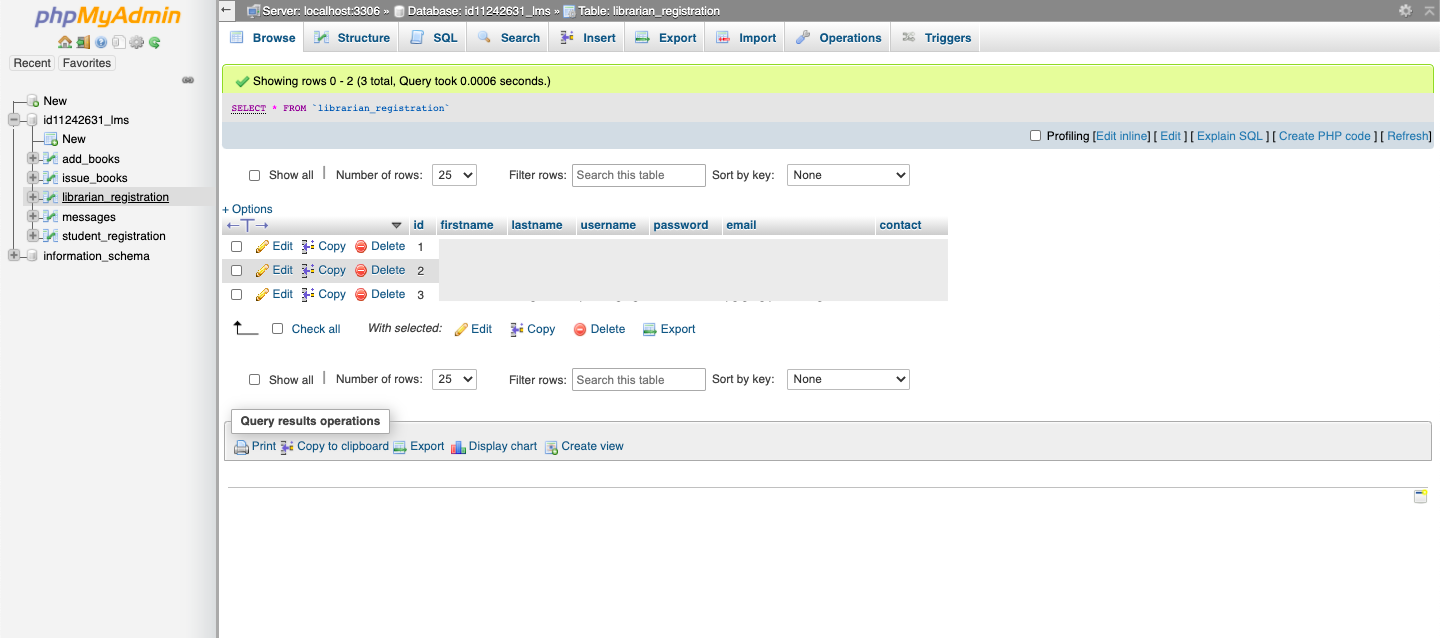 phpMyAdmin
Recent Favorites
New
id11242631_lms
New
add_books
issue_books
librarian_registration
messages
student_registration
information_schema
Server: localhost:3306 » Database: id11242631_lms » Table: librarian_registration
Browse Structure SQL Search Insert Export Import Operations Triggers
Showing rows 0 - 2 (3 total, Query took 0.0006 seconds.)
SELECT * FROM `librarian_registration`
Profiling [Edit inline] [ Edit ] [ Explain SQL ] [ Create PHP code ] [ Refresh]
Show all | Number of rows: 25 Filter rows: Search this table Sort by key: None
+ Options
←T→ id firstname lastname username password email contact
Edit Copy Delete 1
Edit Copy Delete 2
Edit Copy Delete 3
Check all With selected: Edit Copy Delete Export
Show all | Number of rows: 25 Filter rows: Search this table Sort by key: None
Query results operations
Print Copy to clipboard Export Display chart Create view